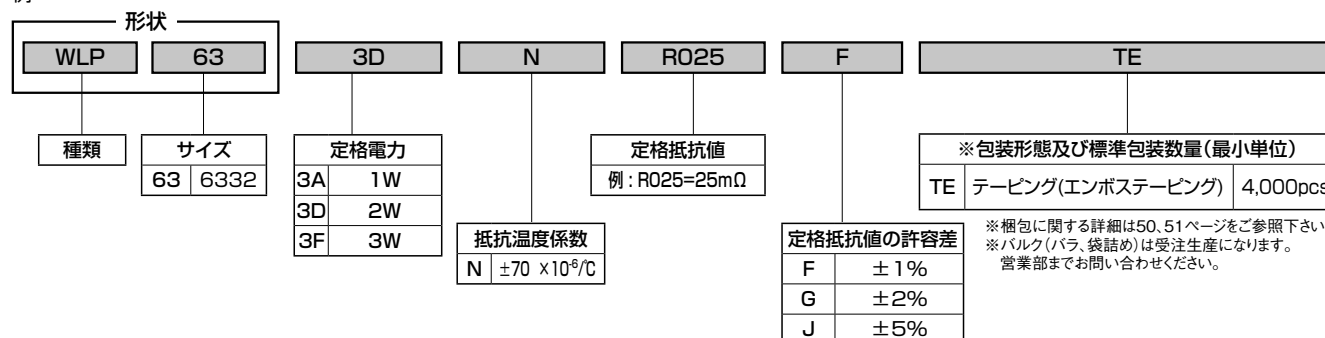 形状
WLP 63 3D N R025 F TE
種類
サイズ
63 6332
定格電力
3A 1W
3D 2W
3F 3W
抵抗温度係数
N ±70 ×10⁻⁶/℃
定格抵抗値
例：R025=25mΩ
定格抵抗値の許容差
F ±1%
G ±2%
J ±5%
※包装形態及び標準包装数量（最小単位）
TE テーピング(エンボステーピング) 4,000pcs
※梱包に関する詳細は50、51ページをご参照下さい
※バルク（バラ、袋詰め）は受注生産になります。
営業部までお問い合わせください。